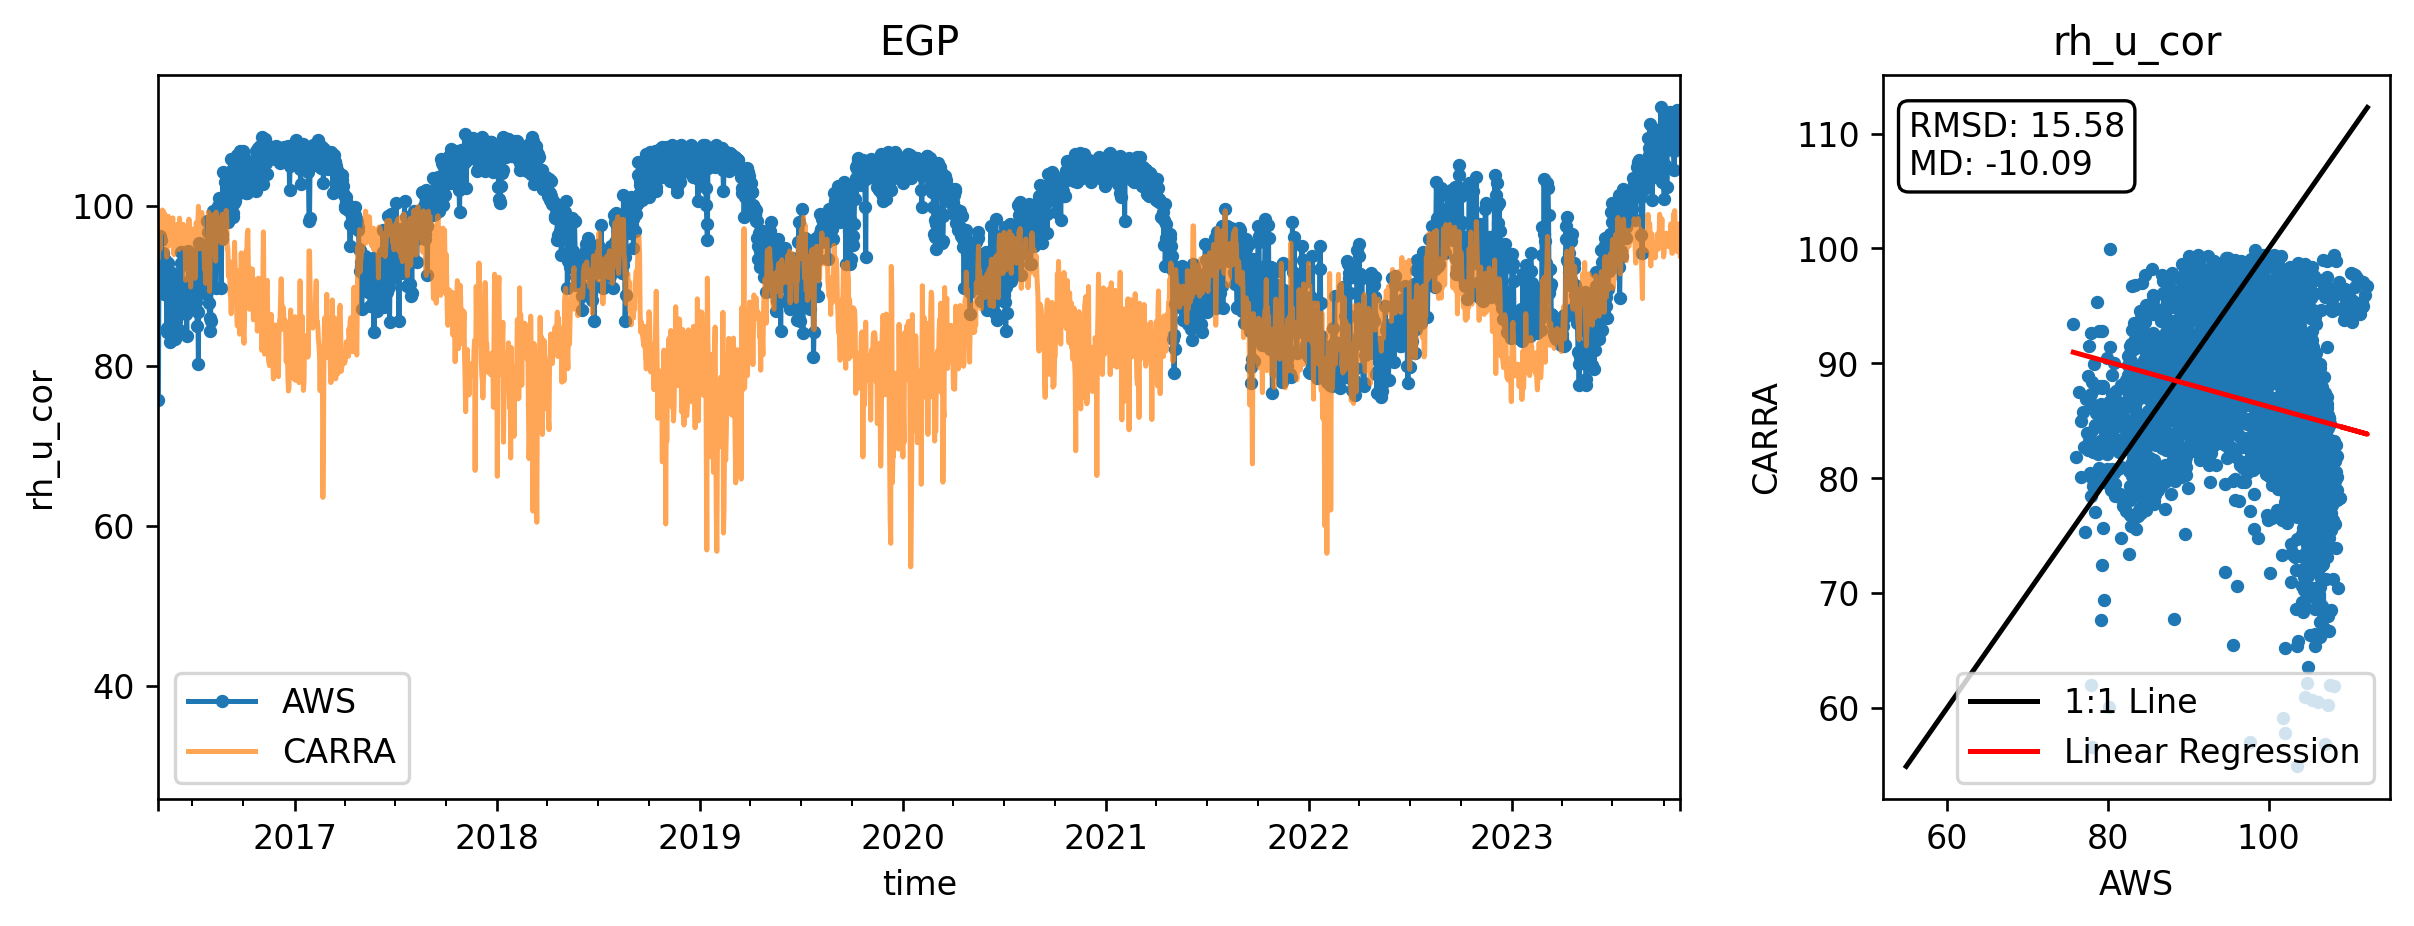 EGP
rh_u_cor
100
80
60
40
AWS
CARRA
2017 2018 2019 2020 2021 2022 2023
time
rh_u_cor
RMSD: 15.58
MD: -10.09
CARRA
110
100
90
80
70
60
1:1 Line
Linear Regression
60 80 100
AWS